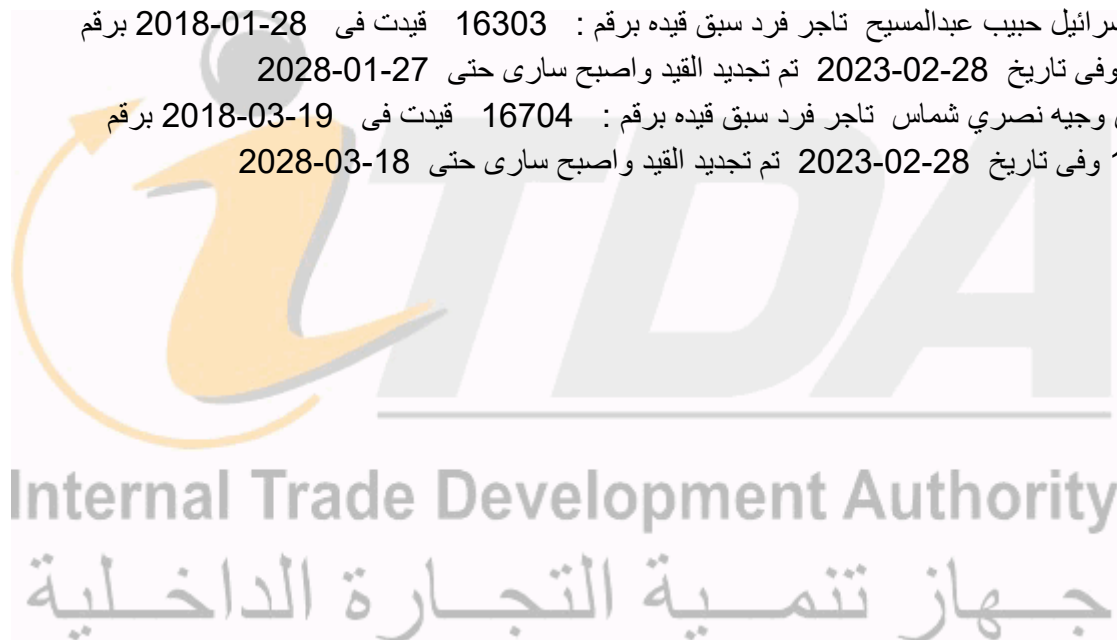 حبيب عبدالمسيح تاجر فرد سبق قيده برقم : 16303 قيدت فى 28-01-2018 برقم
وفى تاريخ 28-02-2023 تم تجديد القيد واصبح سارى حتى 27-01-2028
وجيه نصري شماس تاجر فرد سبق قيده برقم : 16704 قيدت فى 19-03-2018 برقم
وفى تاريخ 28-02-2023 تم تجديد القيد واصبح سارى حتى 18-03-2028
iTDA
Internal Trade Development Authority
جهاز تنمية التجارة الداخلية